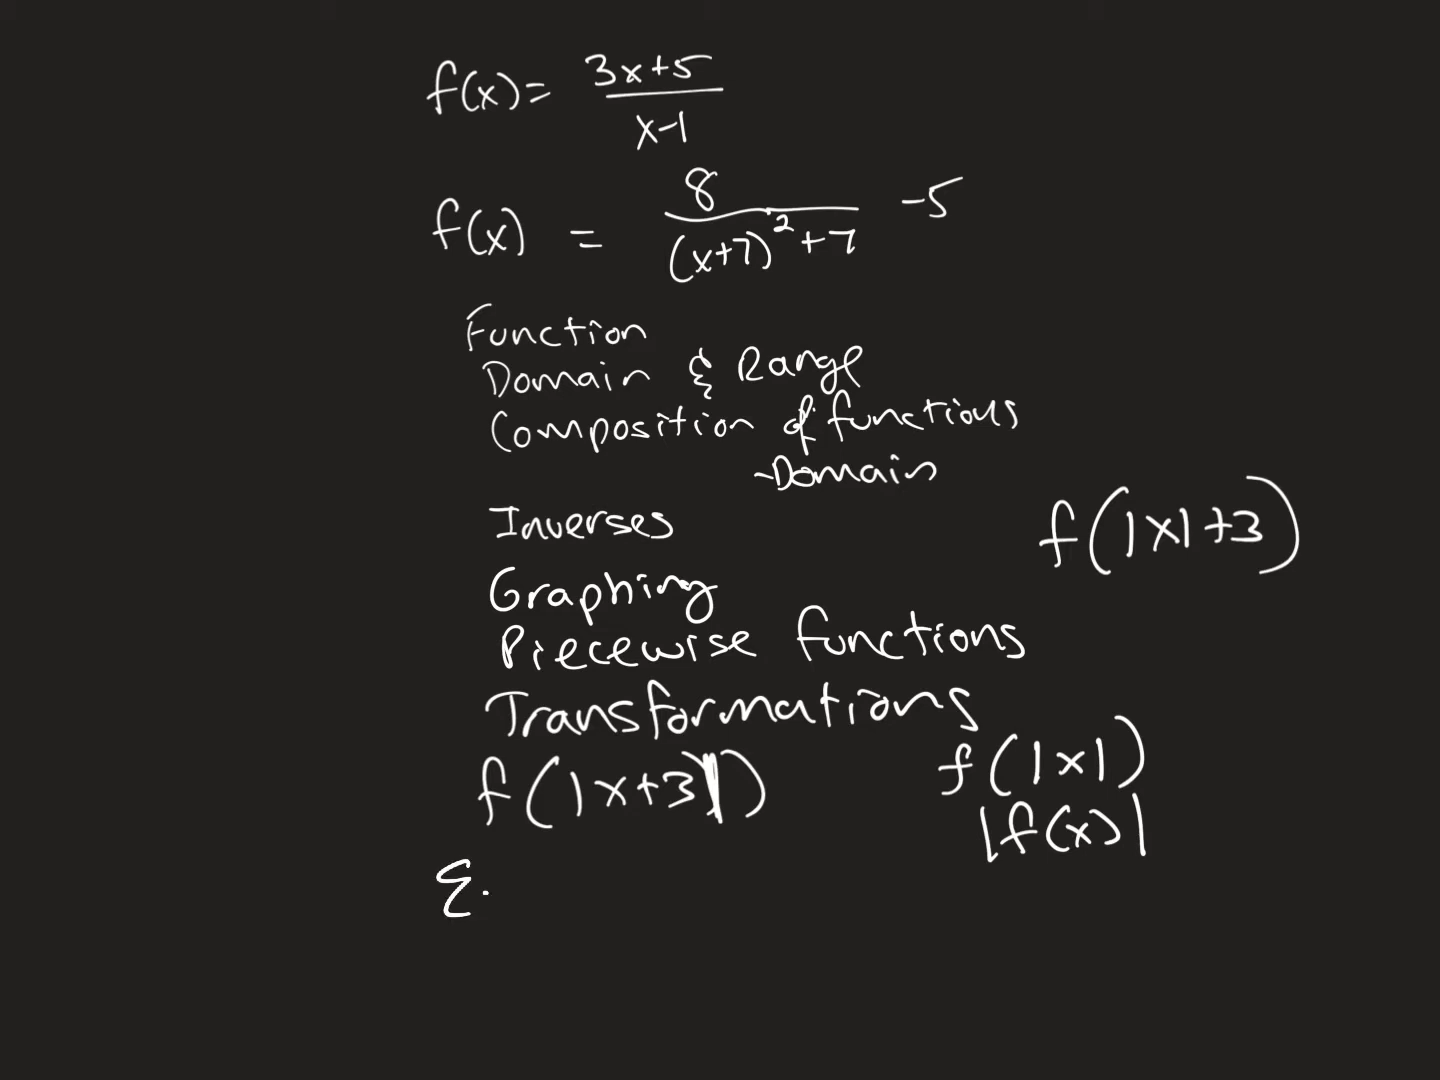 f(x) = (3x+5)/(x-1)
f(x) = 8/((x+7)²+7) -5
Function
Domain & Range
Composition of functions
-Domain
Inverses
f(|x|+3)
Graphing
Piecewise functions
Transformations
f(|x+3|)
f(|x|)
|f(x)|